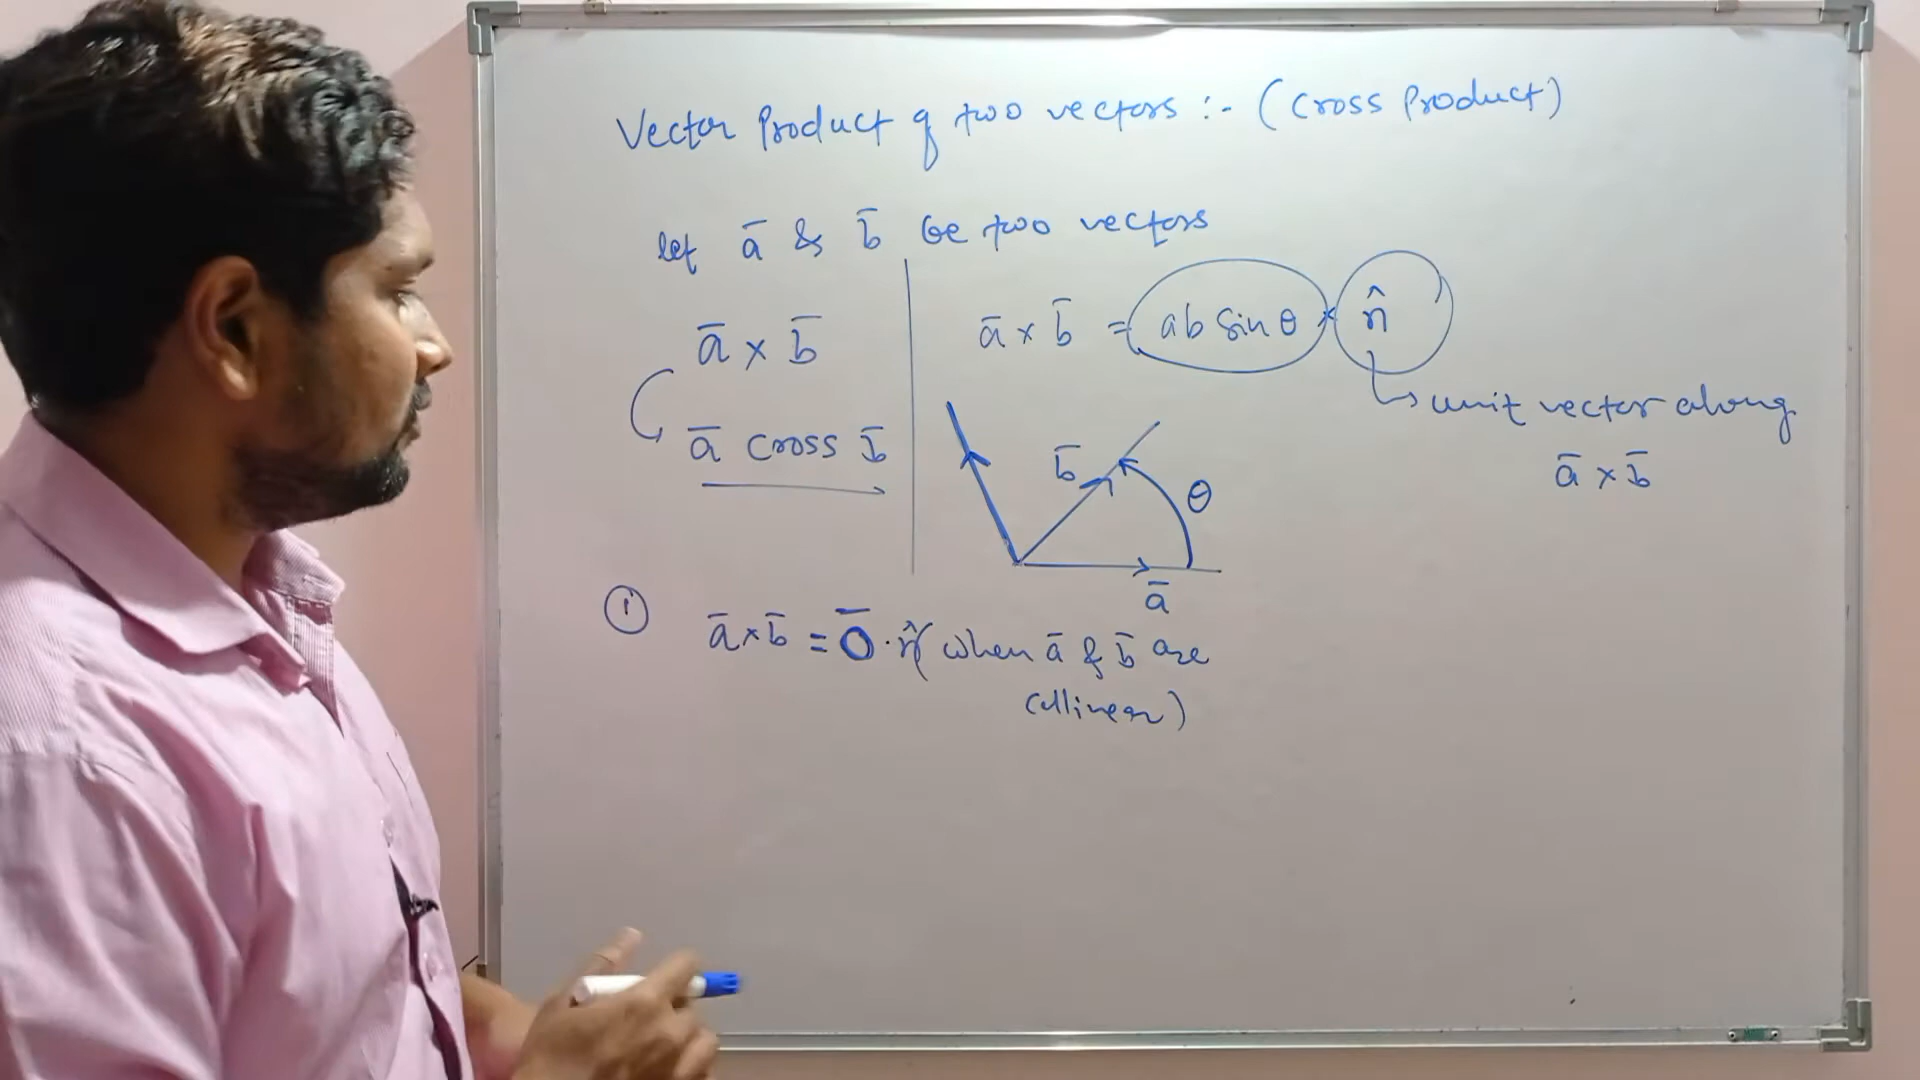 Vector Product of two vectors :- (Cross Product)
let a̅ & b̅ be two vectors
a̅ × b̅
a̅ cross b̅
a̅ × b̅ = ab sin θ × n̂
unit vector along
a̅ × b̅
b̅
θ
a̅
① a̅ × b̅ = 0̅ · n̂ (when a̅ & b̅ are
collinear)